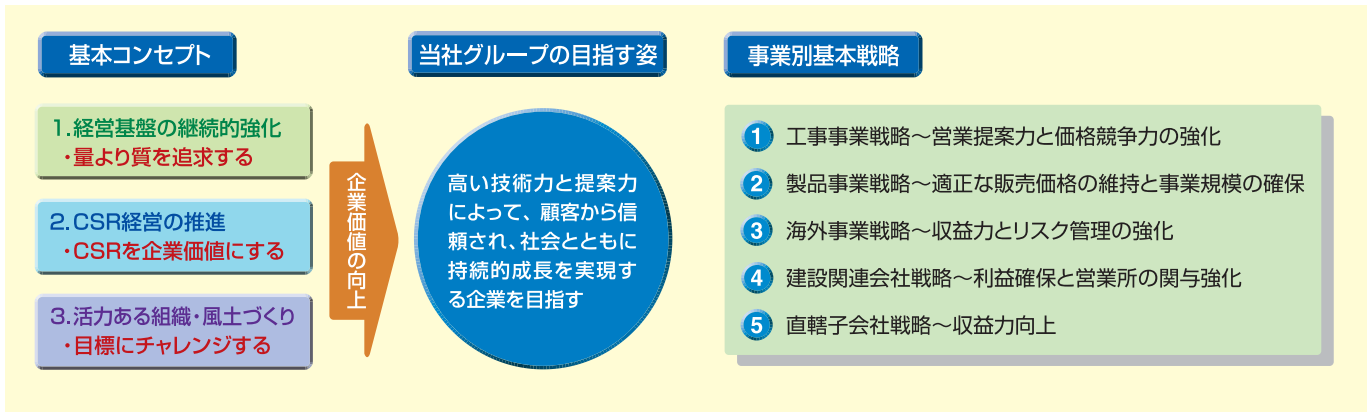 基本コンセプト
1.経営基盤の継続的強化
・量より質を追求する
2.CSR経営の推進
・CSRを企業価値にする
3.活力ある組織・風土づくり
・目標にチャレンジする
企業価値の向上
当社グループの目指す姿
高い技術力と提案力
によって、顧客から信
頼され、社会とともに
持続的成長を実現す
る企業を目指す
事業別基本戦略
1 工事事業戦略～営業提案力と価格競争力の強化
2 製品事業戦略～適正な販売価格の維持と事業規模の確保
3 海外事業戦略～収益力とリスク管理の強化
4 建設関連会社戦略～利益確保と営業所の関与強化
5 直轄子会社戦略～収益力向上